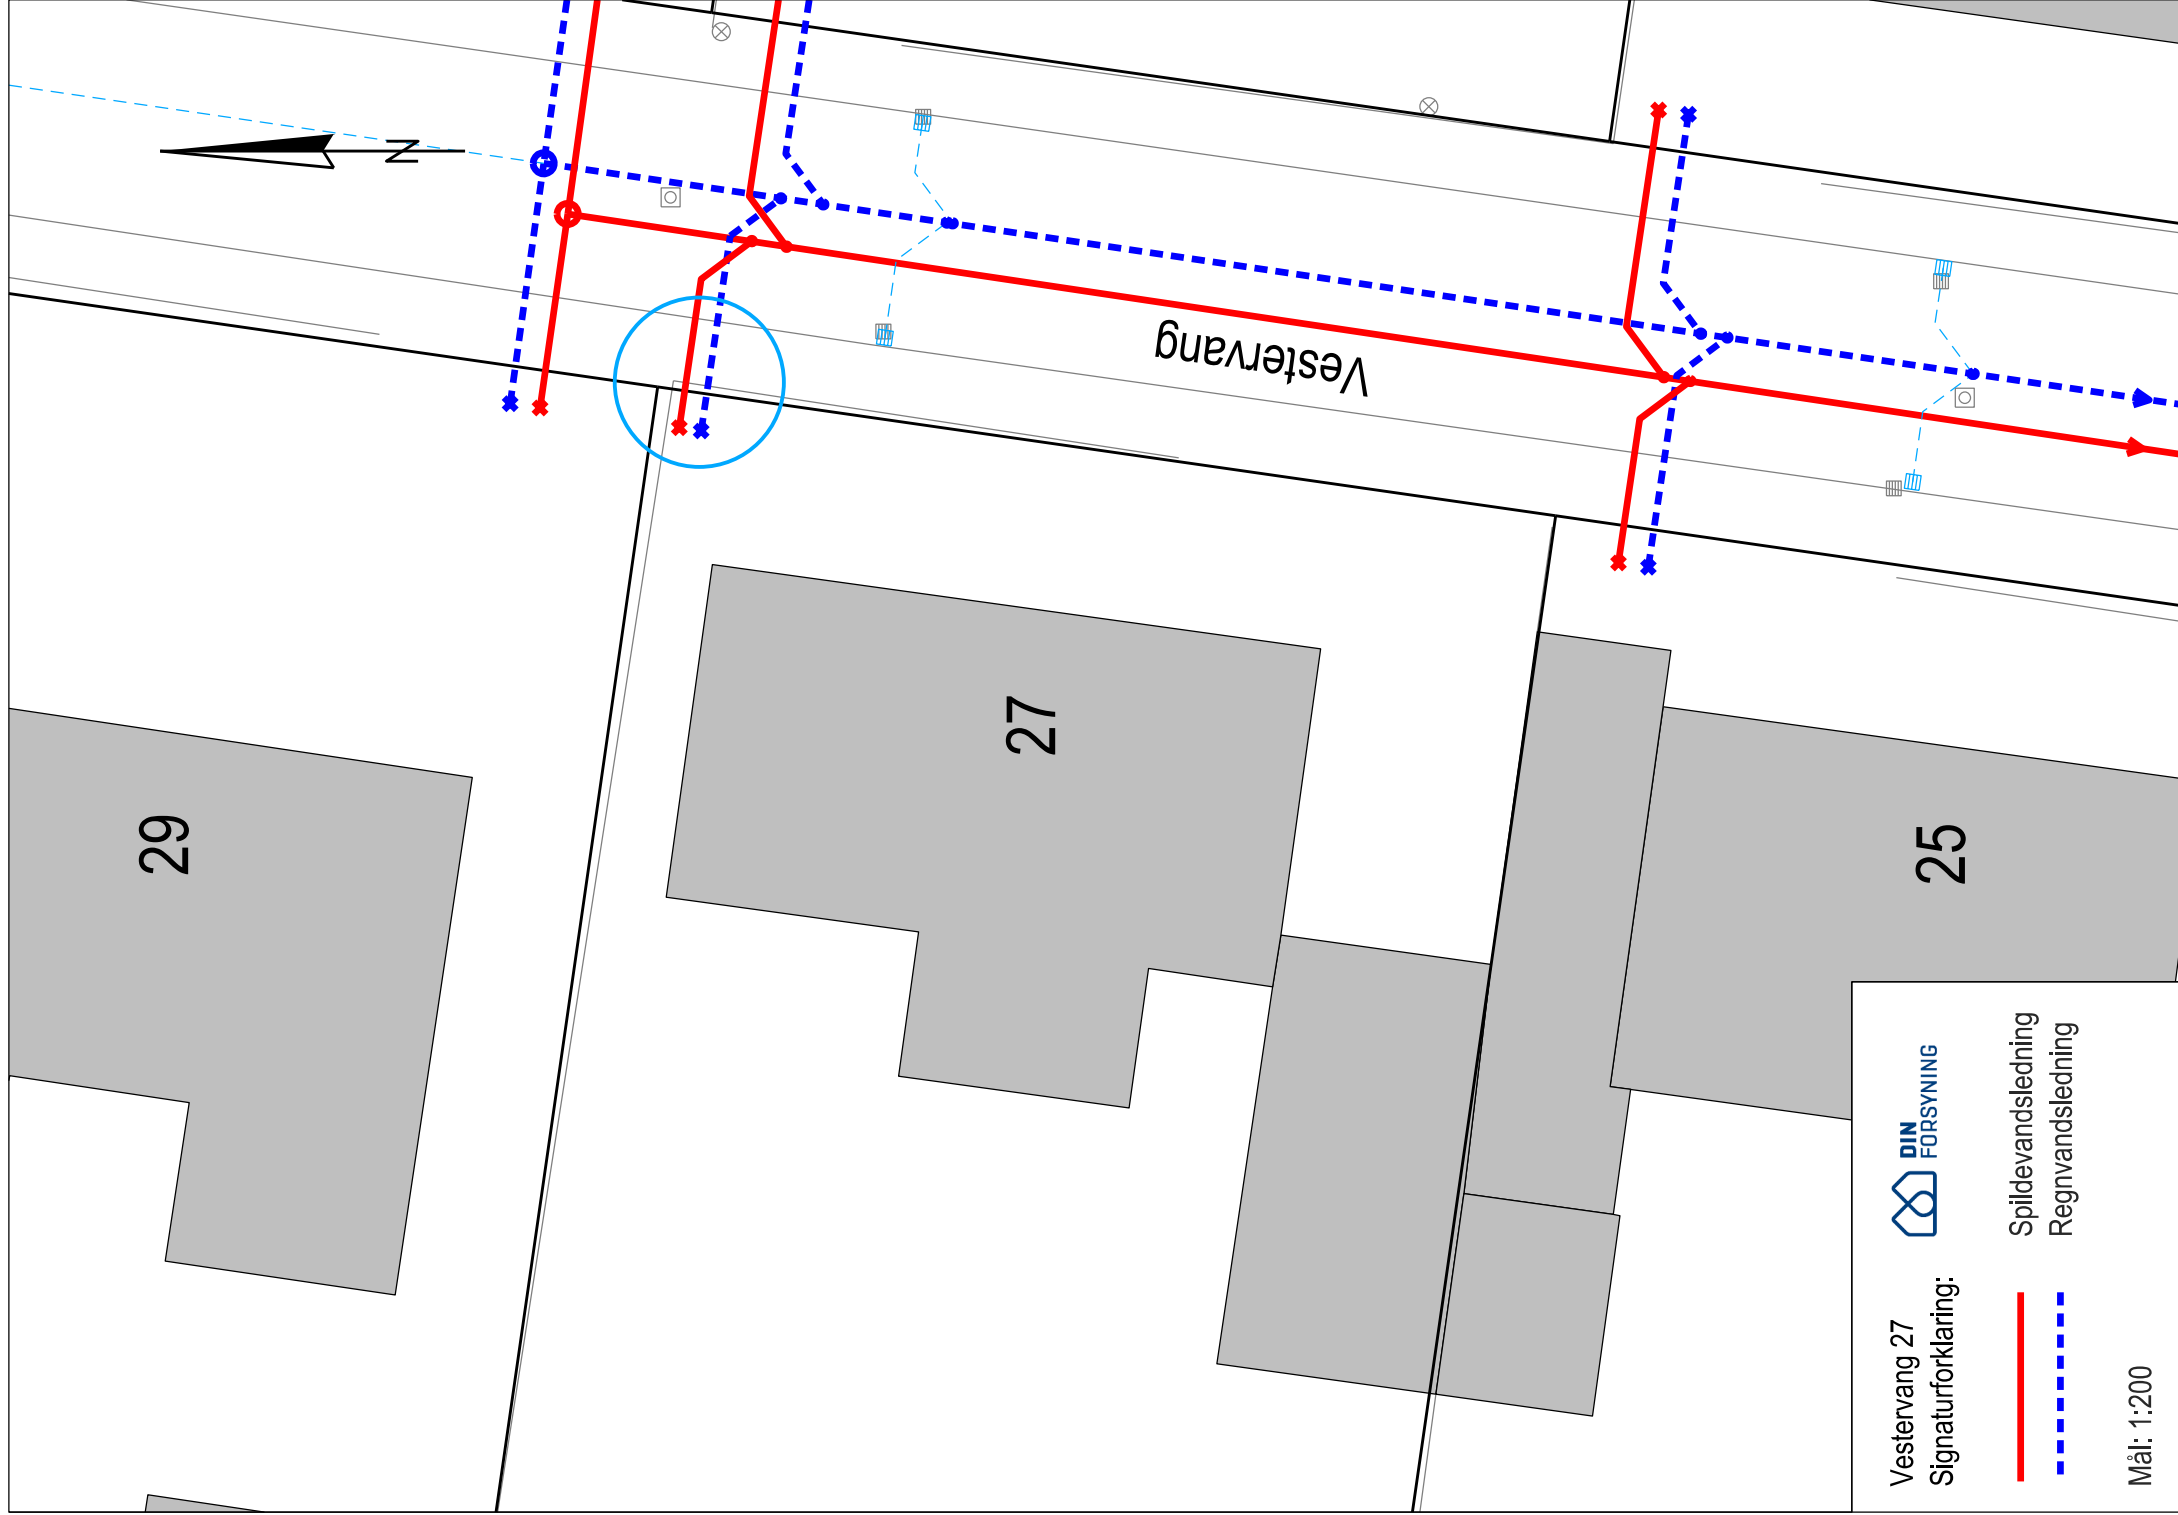 Vestervang
29
27
25
DIN
FORSYNING
Vestervang 27
Signaturforklaring:
Spildevandsledning
Regnvandsledning
Mål: 1:200
N